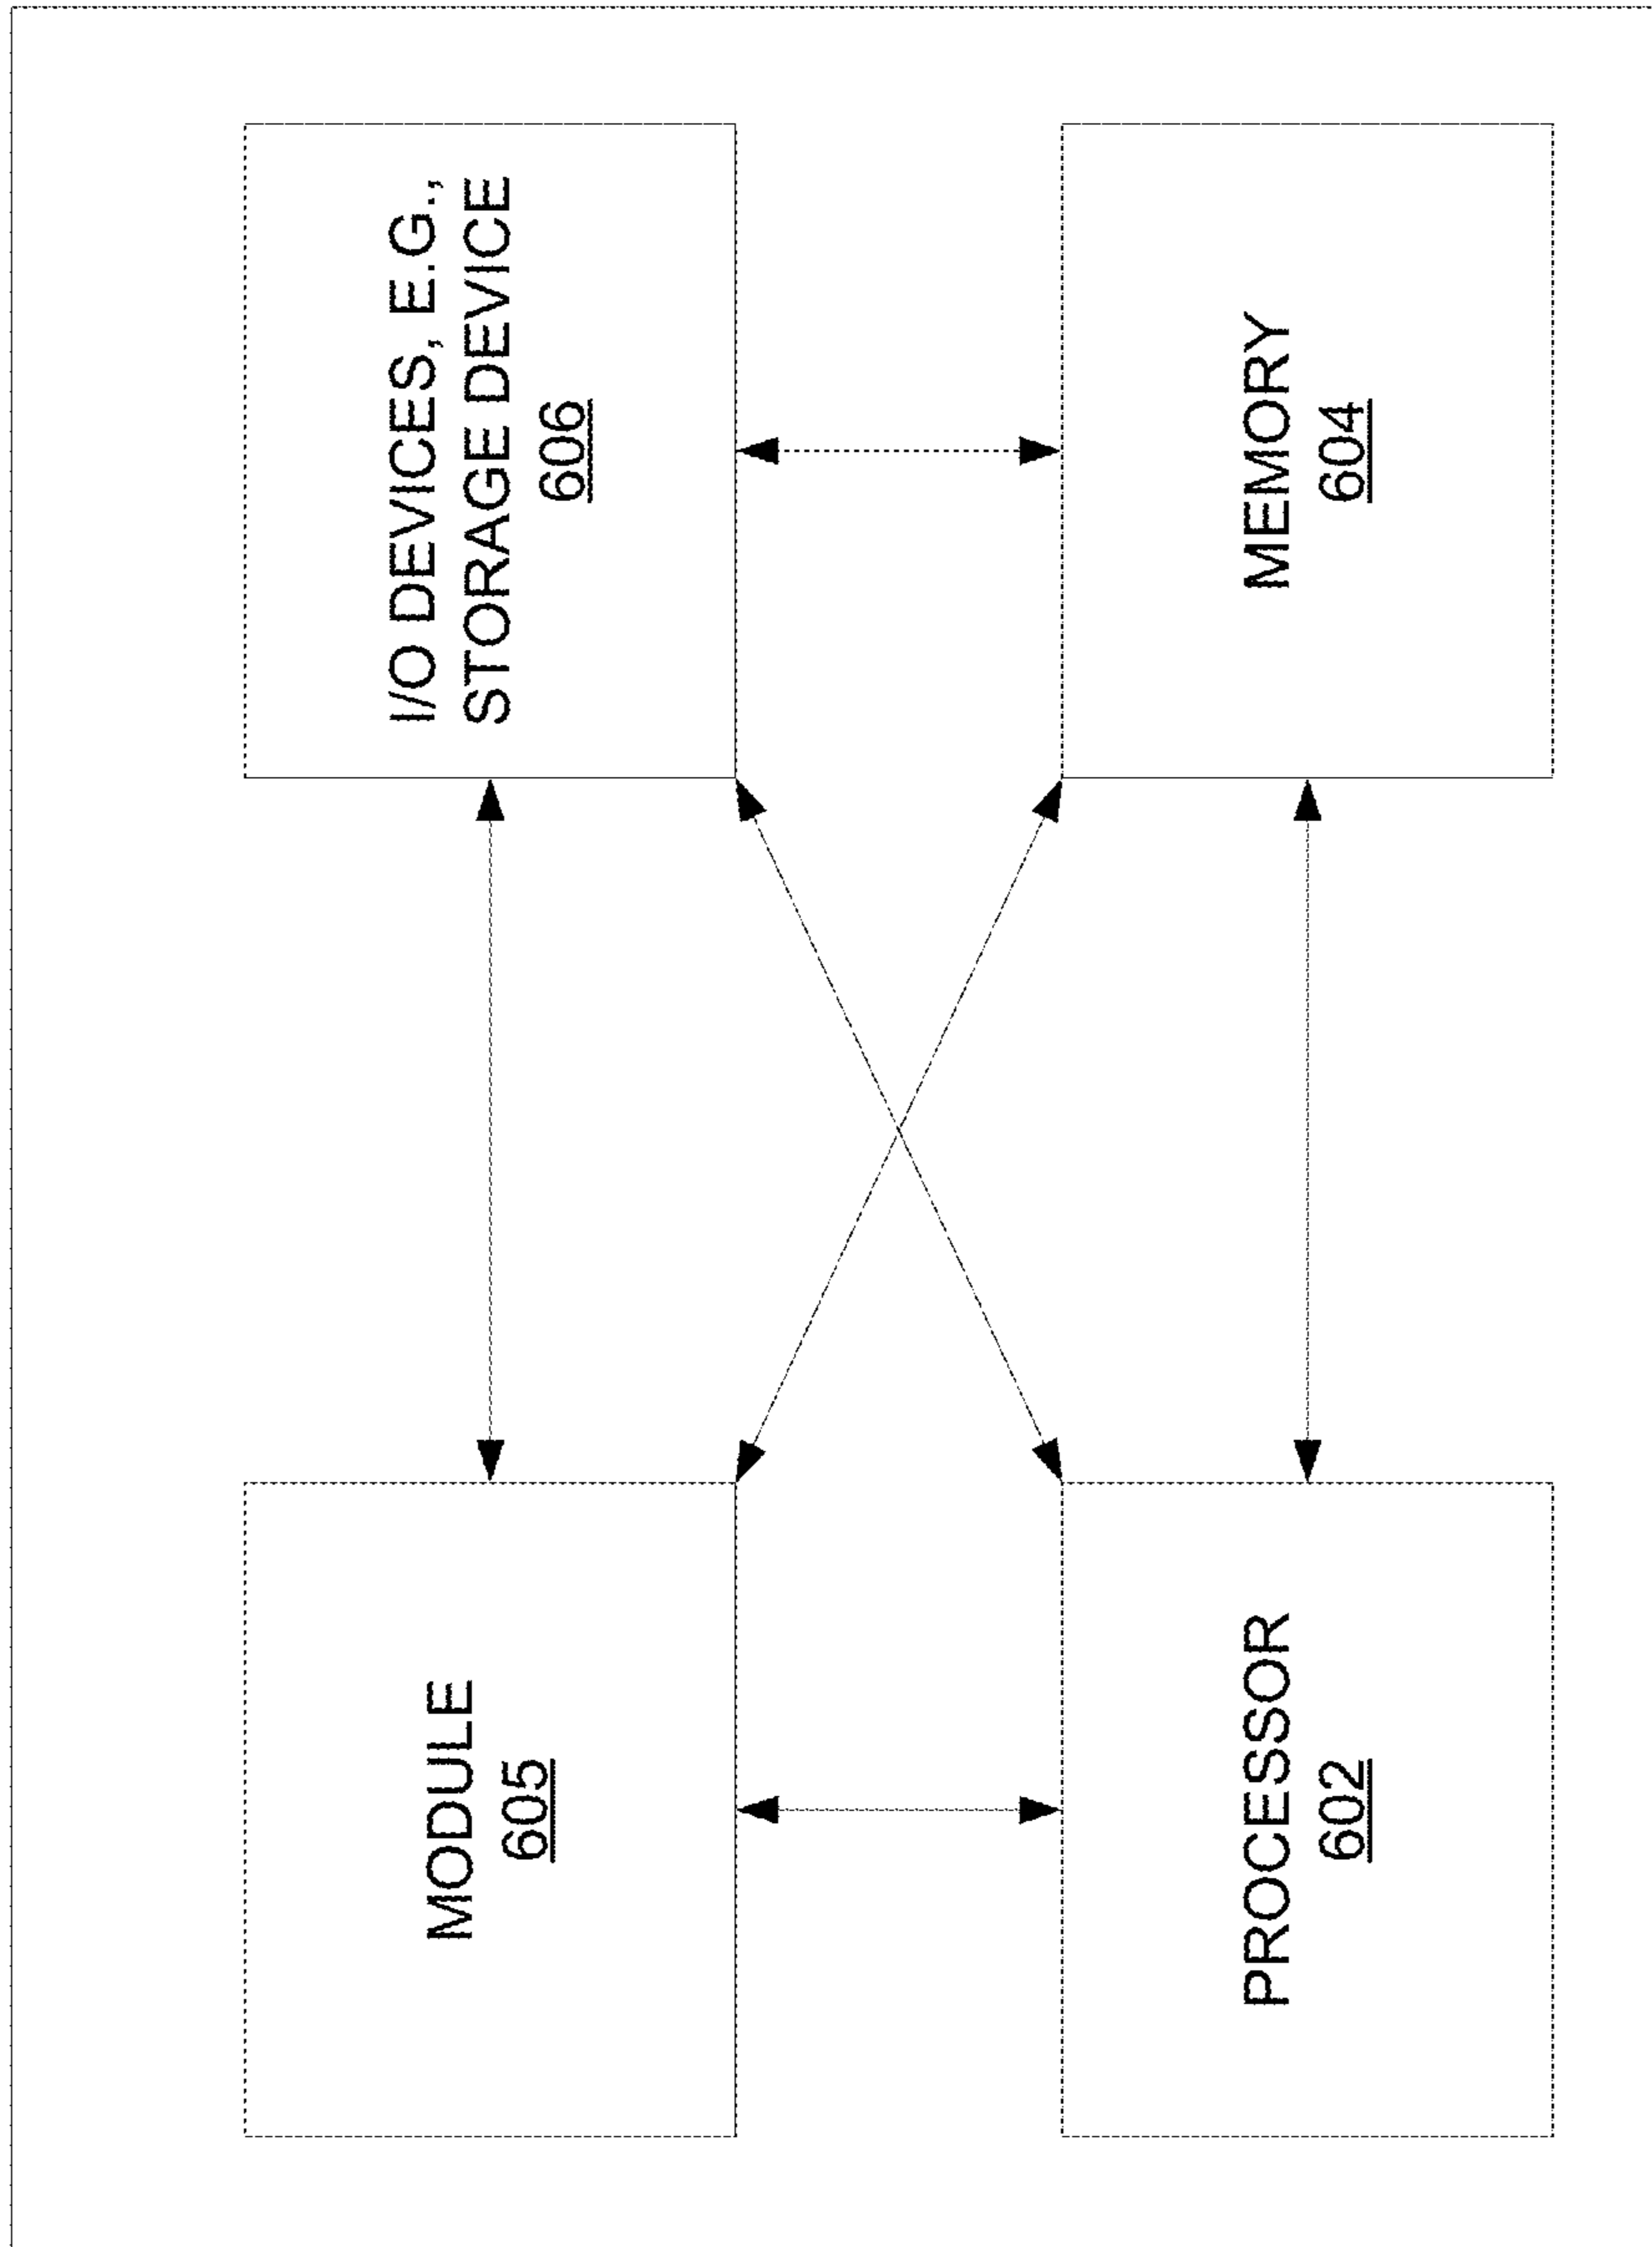 MODULE
605
I/O DEVICES, E.G.,
STORAGE DEVICE
606
PROCESSOR
602
MEMORY
604